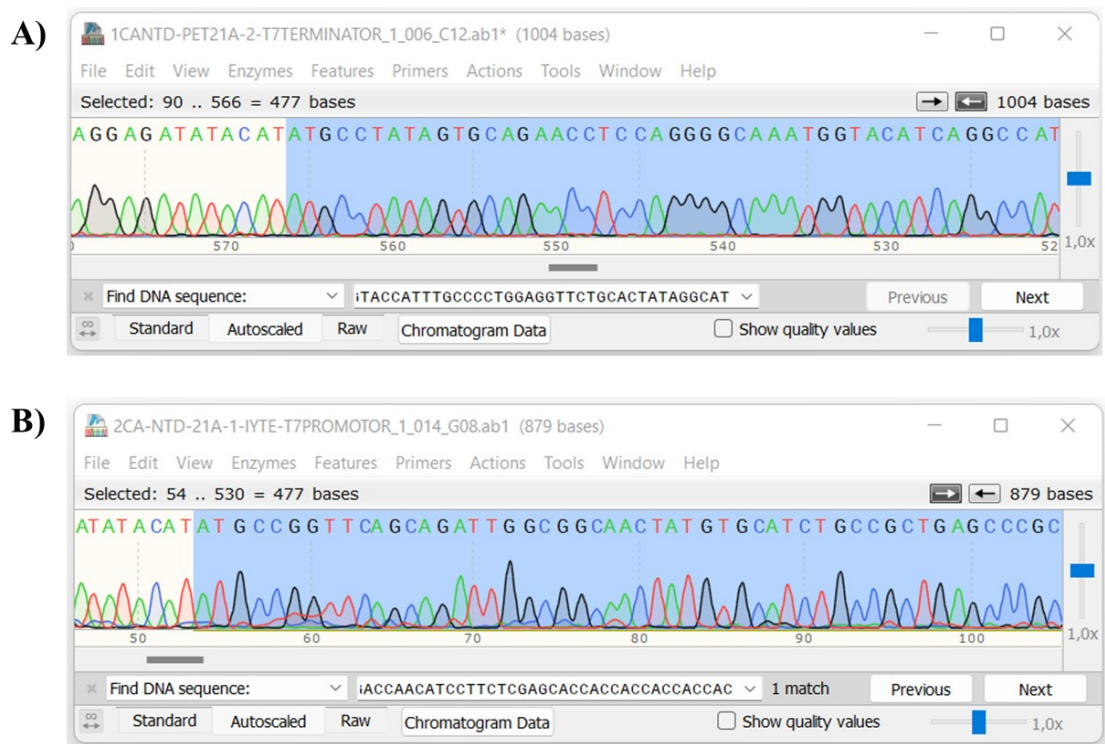 A)
1CANTD-PET21A-2-T7TERMINATOR_1_006_C12.ab1* (1004 bases)
File Edit View Enzymes Features Primers Actions Tools Window Help
Selected: 90 .. 566 = 477 bases 1004 bases
AGGAGATATACATATGCCTATAGTGCAGAACCTCCAGGGGCAAATGGTACATCAGGCCAT
570 560 550 540 530 52 1,0x
Find DNA sequence: TACCATTTGCCCCTGGAGGTTCTGCACTATAGGCAT Previous Next
Standard Autoscaled Raw Chromatogram Data Show quality values 1,0x
B)
2CA-NTD-21A-1-IYTE-T7PROMOTOR_1_014_G08.ab1 (879 bases)
File Edit View Enzymes Features Primers Actions Tools Window Help
Selected: 54 .. 530 = 477 bases 879 bases
ATATACATATGCCGGTTCAGCAGATTGGCGGCAACTATGTGCATCTGCCGCTGAGCCCGC
50 60 70 80 90 100 1,0x
Find DNA sequence: ACCAACATCCTTCTCGAGCACCACCACCACCACCAC 1 match Previous Next
Standard Autoscaled Raw Chromatogram Data Show quality values 1,0x